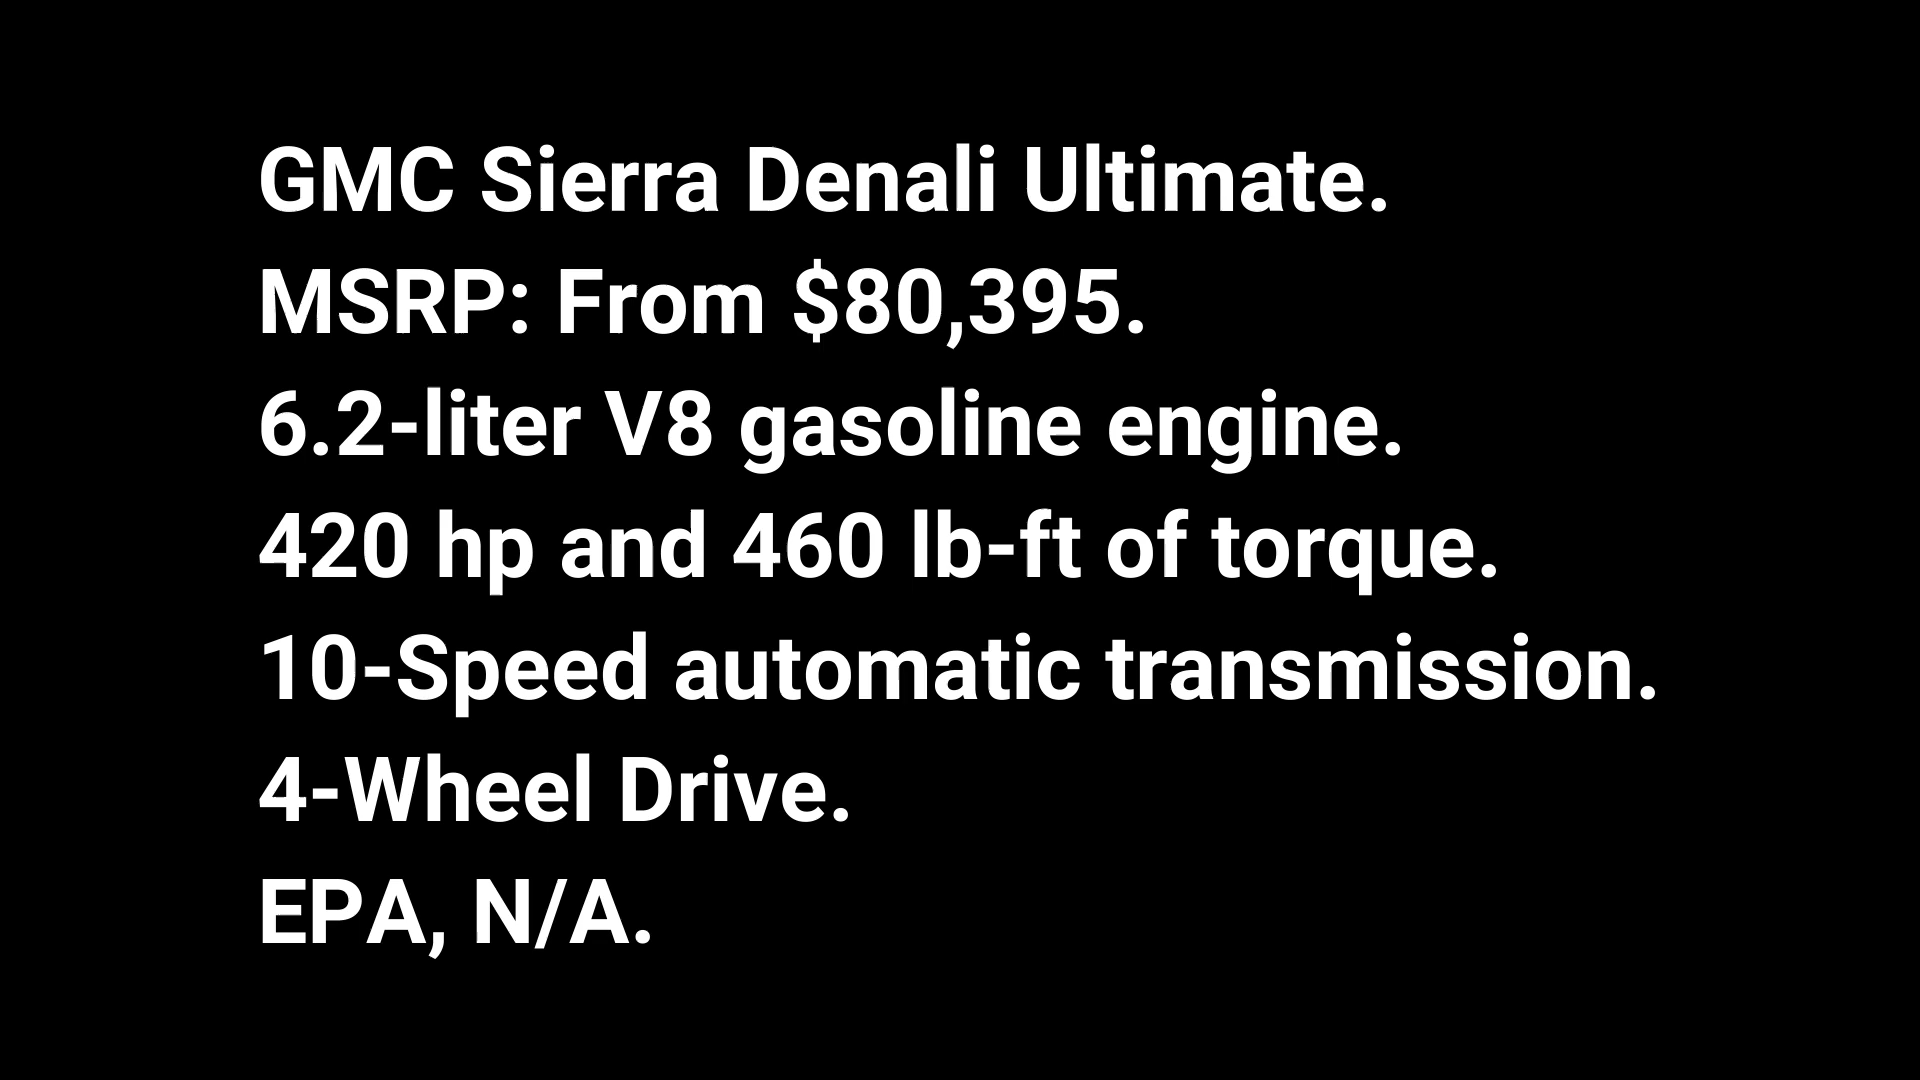 GMC Sierra Denali Ultimate.
MSRP: From $80,395.
6.2-liter V8 gasoline engine.
420 hp and 460 lb-ft of torque.
10-Speed automatic transmission.
4-Wheel Drive.
EPA, N/A.